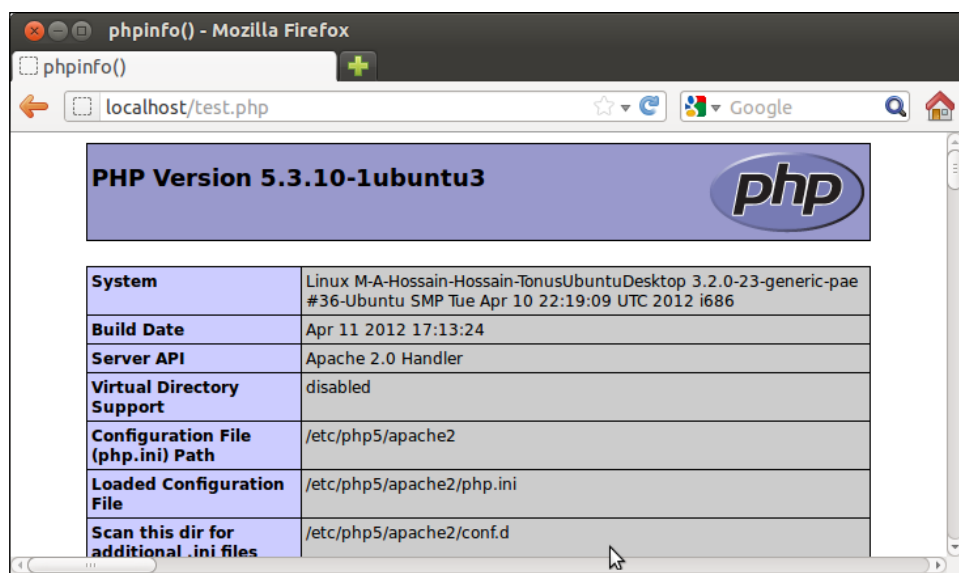 phpinfo() - Mozilla Firefox
phpinfo()
localhost/test.php
Google
PHP Version 5.3.10-1ubuntu3
php
System
Linux M-A-Hossain-Hossain-TonusUbuntuDesktop 3.2.0-23-generic-pae
#36-Ubuntu SMP Tue Apr 10 22:19:09 UTC 2012 i686
Build Date
Apr 11 2012 17:13:24
Server API
Apache 2.0 Handler
Virtual Directory
Support
disabled
Configuration File
(php.ini) Path
/etc/php5/apache2
Loaded Configuration
File
/etc/php5/apache2/php.ini
Scan this dir for
additional .ini files
/etc/php5/apache2/conf.d